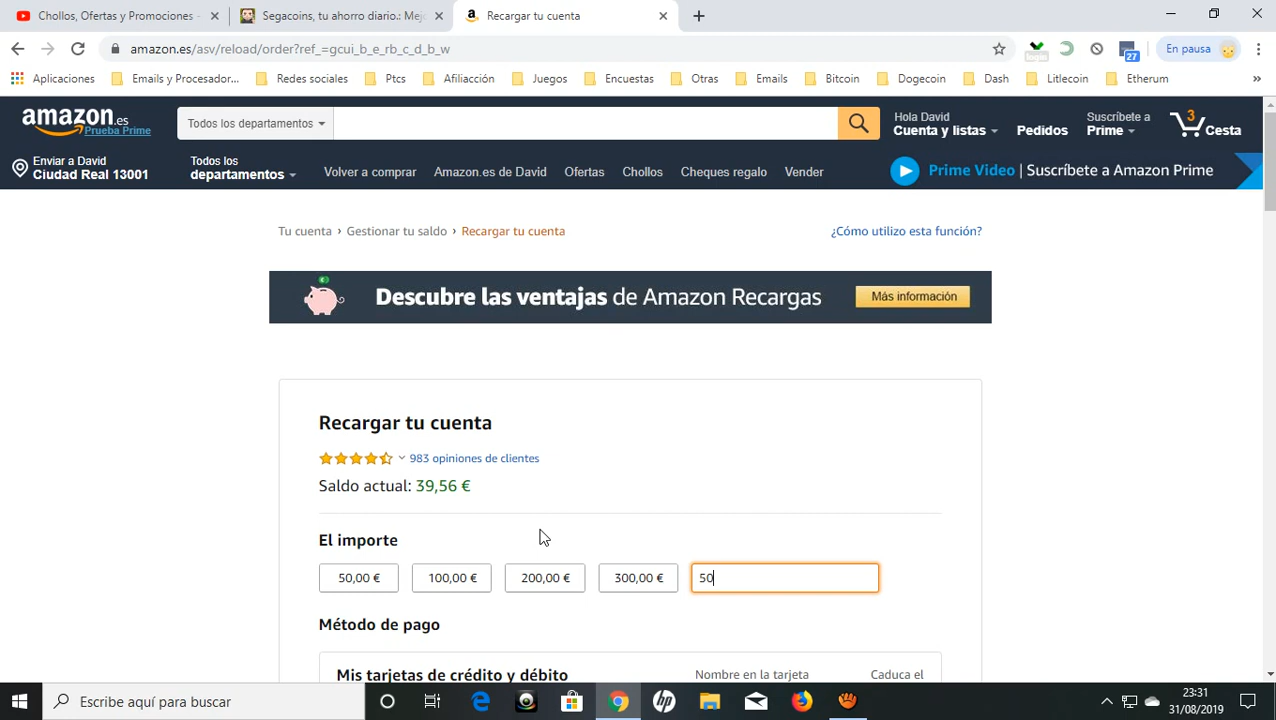 Chollos, Ofertas y Promociones -
Segacoins, tu ahorro diario.: Mejo
Recargar tu cuenta
amazon.es/asv/reload/order?ref_=gcui_b_e_rb_c_d_b_w
27
En pausa
Aplicaciones
Emails y Procesador...
Redes sociales
Ptcs
Afiliacción
Juegos
Encuestas
Otras
Emails
Bitcoin
Dogecoin
Dash
Litlecoin
Etherum
»
amazon.es
Prueba Prime
Todos los departamentos
Hola David
Cuenta y listas
Pedidos
Suscríbete a
Prime
3
Cesta
Enviar a David
Ciudad Real 13001
Todos los
departamentos
Volver a comprar
Amazon.es de David
Ofertas
Chollos
Cheques regalo
Vender
Prime Video | Suscríbete a Amazon Prime
Tu cuenta › Gestionar tu saldo › Recargar tu cuenta
¿Cómo utilizo esta función?
Descubre las ventajas de Amazon Recargas
Más información
Recargar tu cuenta
983 opiniones de clientes
Saldo actual: 39,56 €
El importe
50,00 €
100,00 €
200,00 €
300,00 €
50
Método de pago
Mis tarjetas de crédito y débito
Nombre en la tarjeta
Caduca el
Escribe aquí para buscar
hp
23:31
31/08/2019